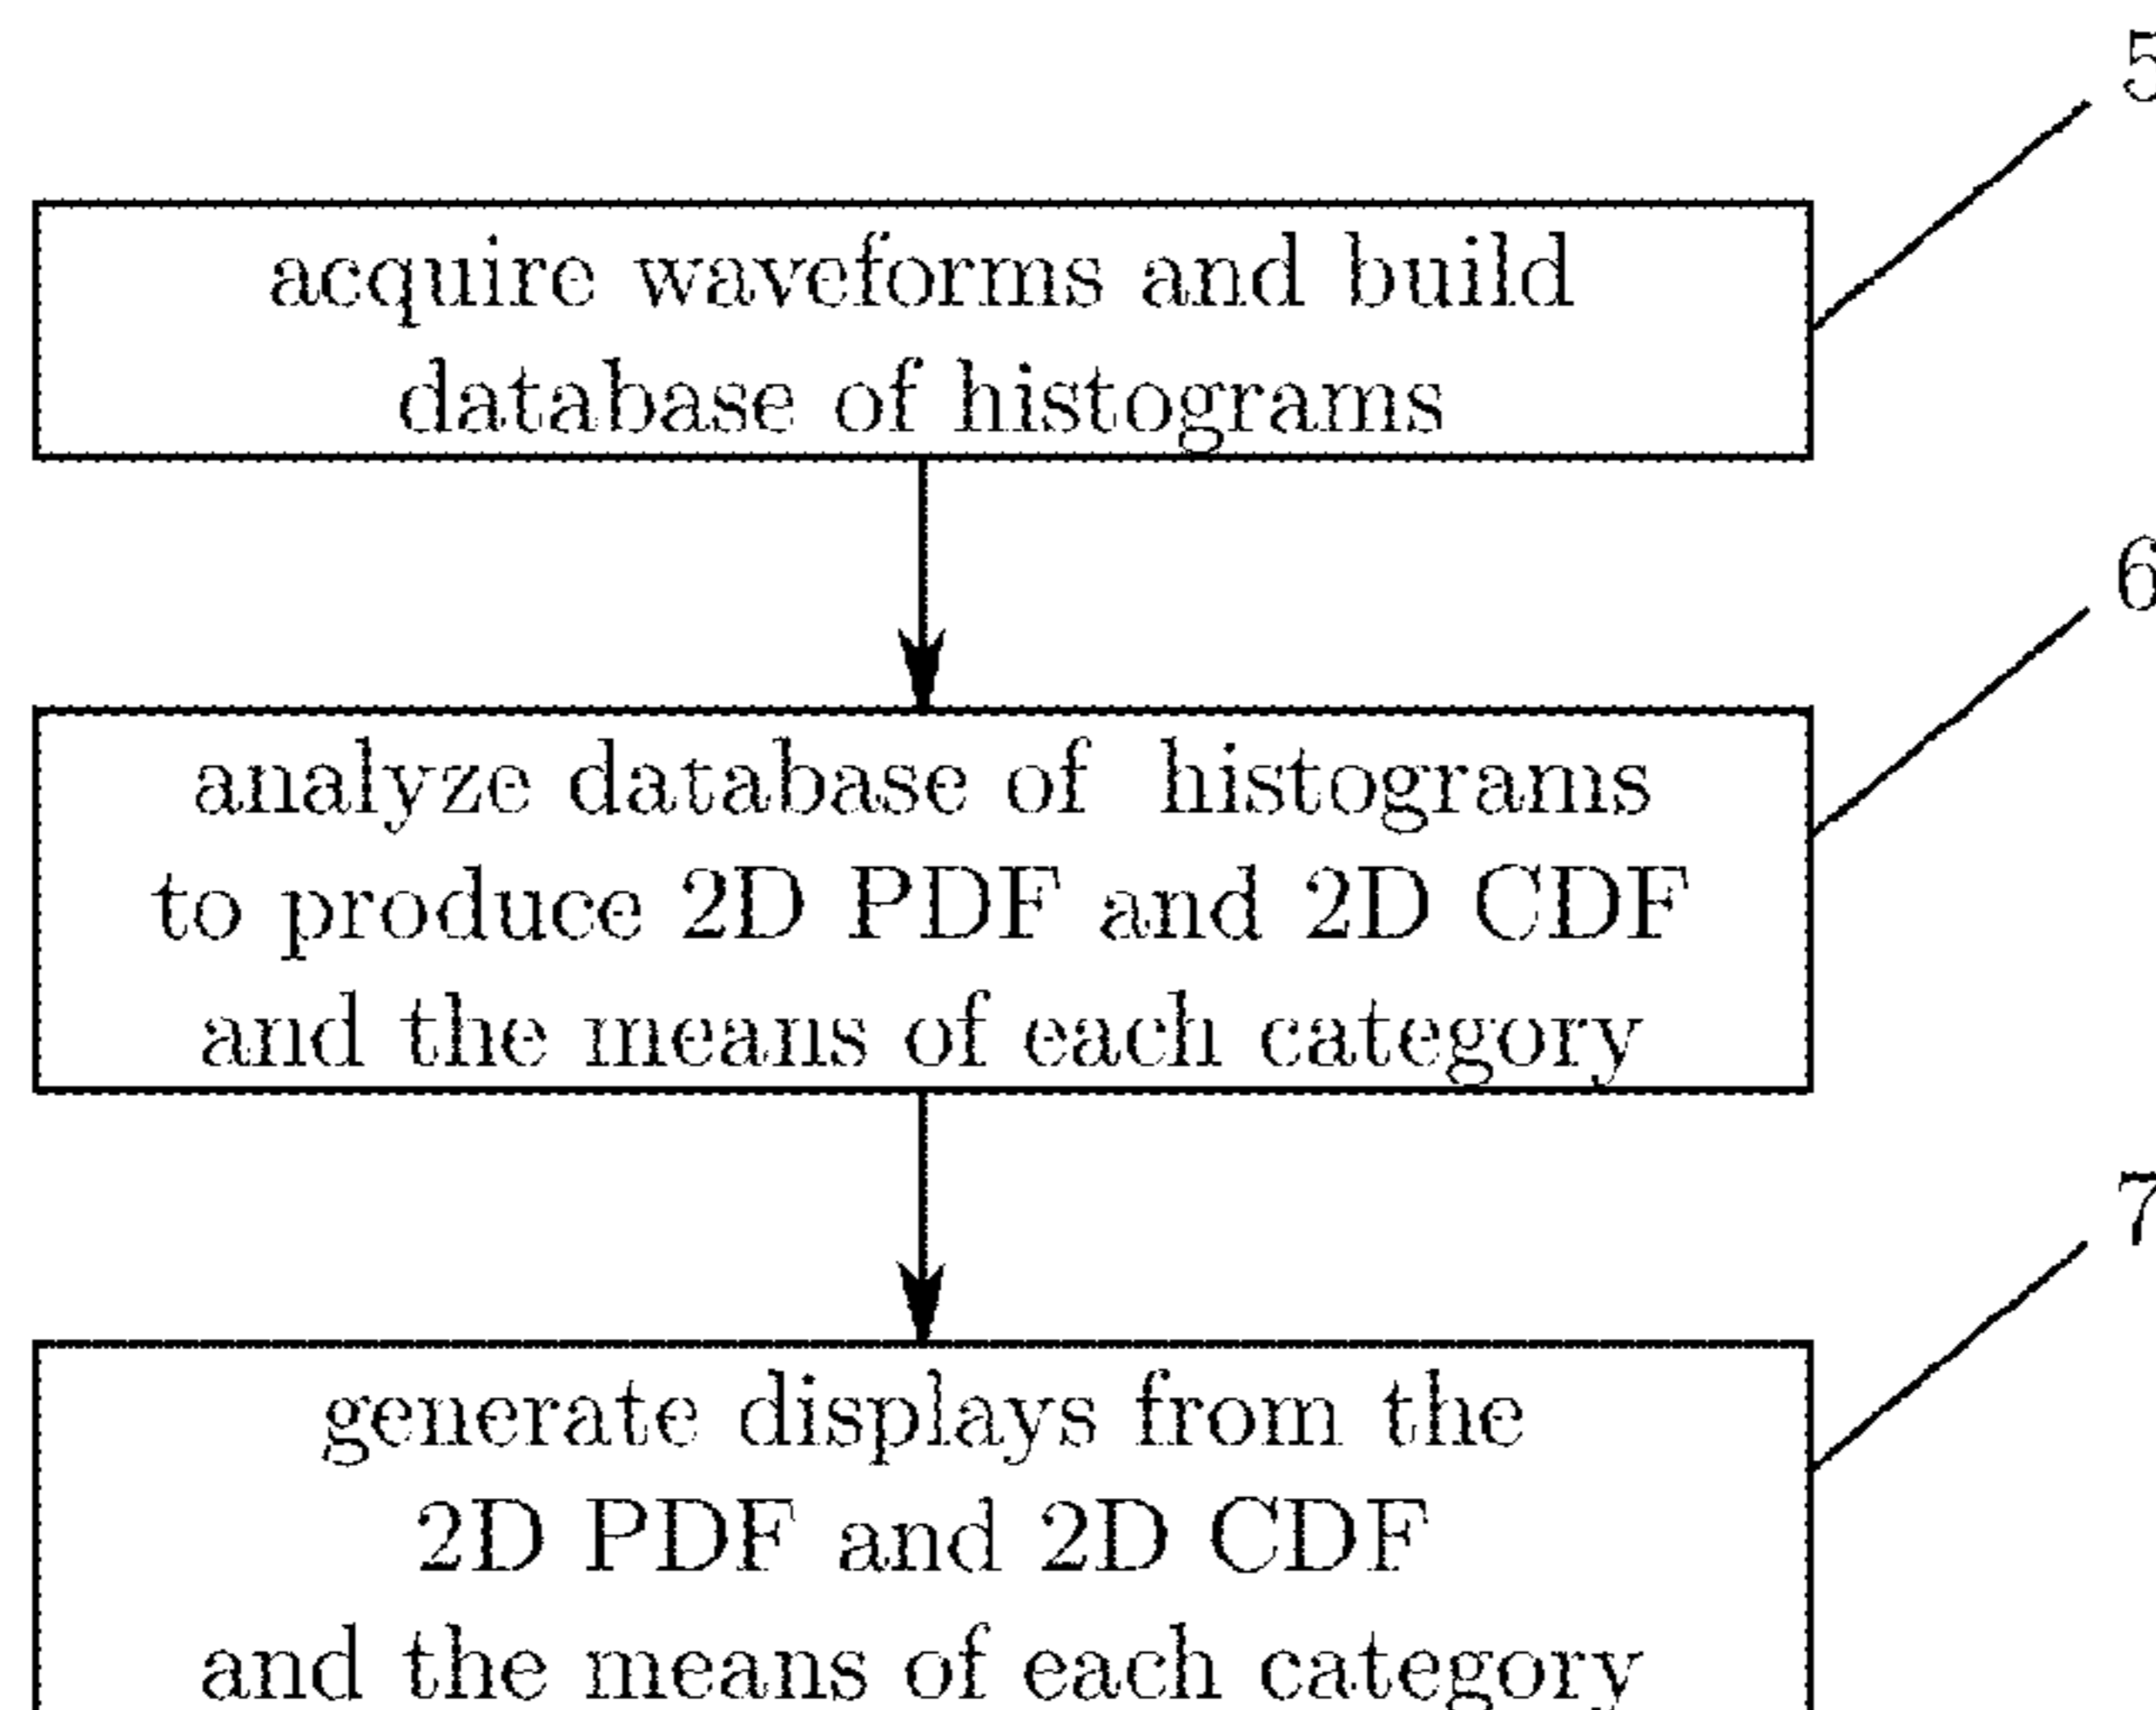 5
acquire waveforms and build
database of histograms
6
analyze database of histograms
to produce 2D PDF and 2D CDF
and the means of each category
7
generate displays from the
2D PDF and 2D CDF
and the means of each category